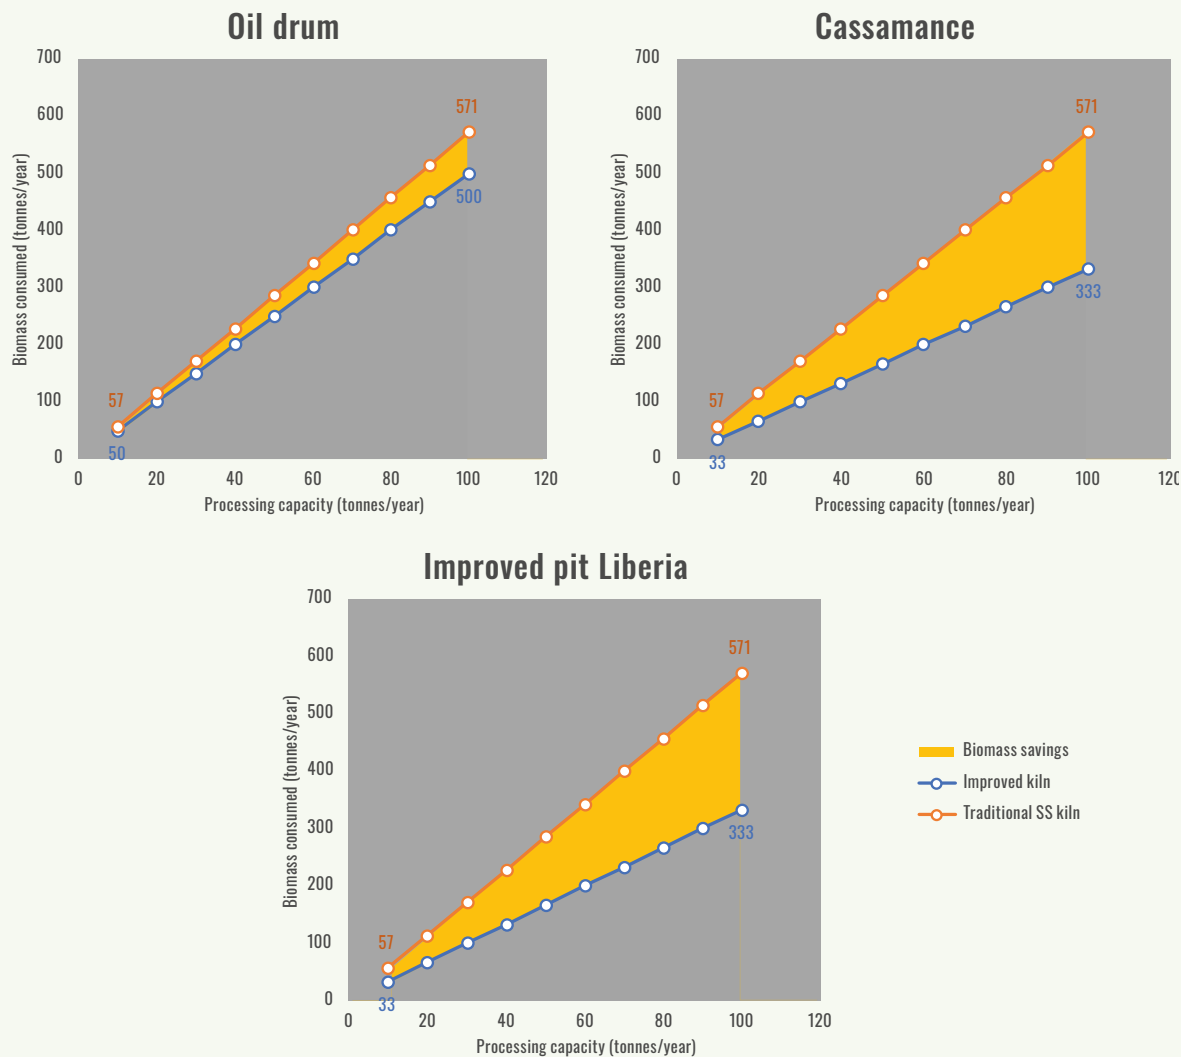 Oil drum
700
600
500
400
300
200
100
0
Biomass consumed (tonnes/year)
571
500
57
50
0 20 40 60 80 100 120
Processing capacity (tonnes/year)
Cassamance
700
600
500
400
300
200
100
0
Biomass consumed (tonnes/year)
571
333
57
33
0 20 40 60 80 100 120
Processing capacity (tonnes/year)
Improved pit Liberia
700
600
500
400
300
200
100
0
Biomass consumed (tonnes/year)
571
333
57
33
0 20 40 60 80 100 120
Processing capacity (tonnes/year)
Biomass savings
Improved kiln
Traditional SS kiln